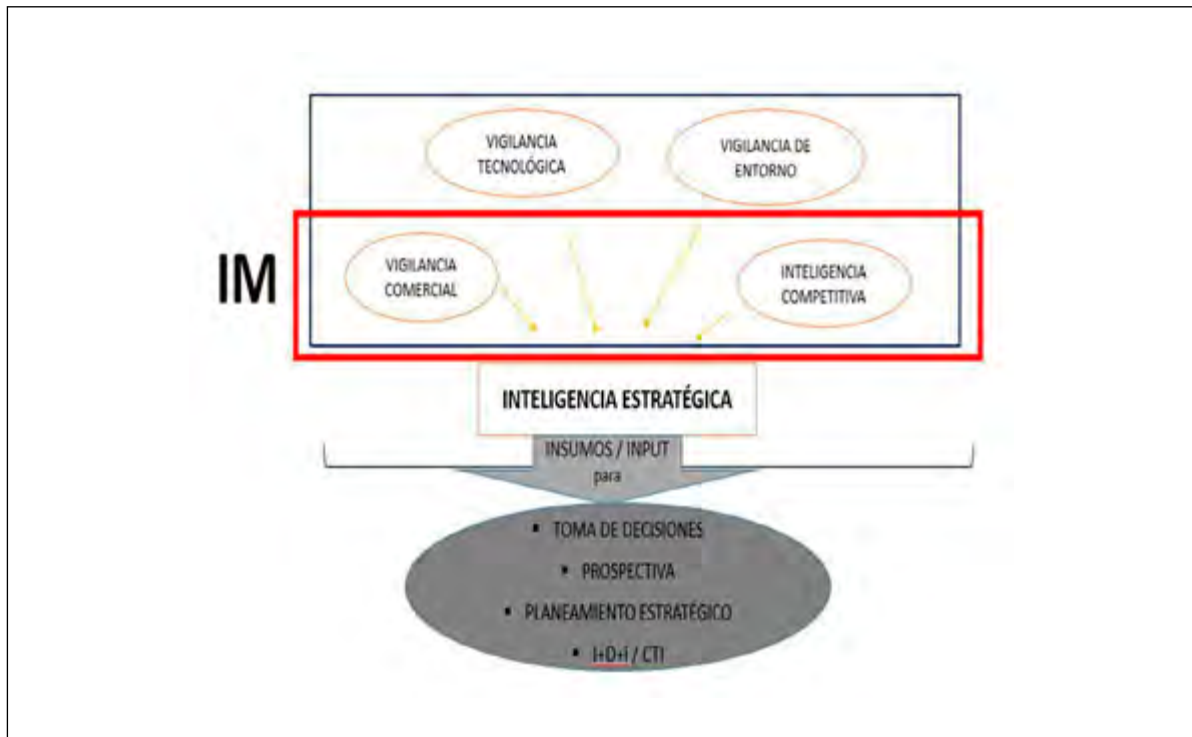 VIGILANCIA
TECNOLÓGICA
VIGILANCIA DE
ENTORNO
IM
VIGILANCIA
COMERCIAL
INTELIGENCIA
COMPETITIVA
INTELIGENCIA ESTRATÉGICA
INSUMOS / INPUT
para
▪ TOMA DE DECISIONES
▪ PROSPECTIVA
▪ PLANEAMIENTO ESTRATÉGICO
▪ I+D+i / CTI